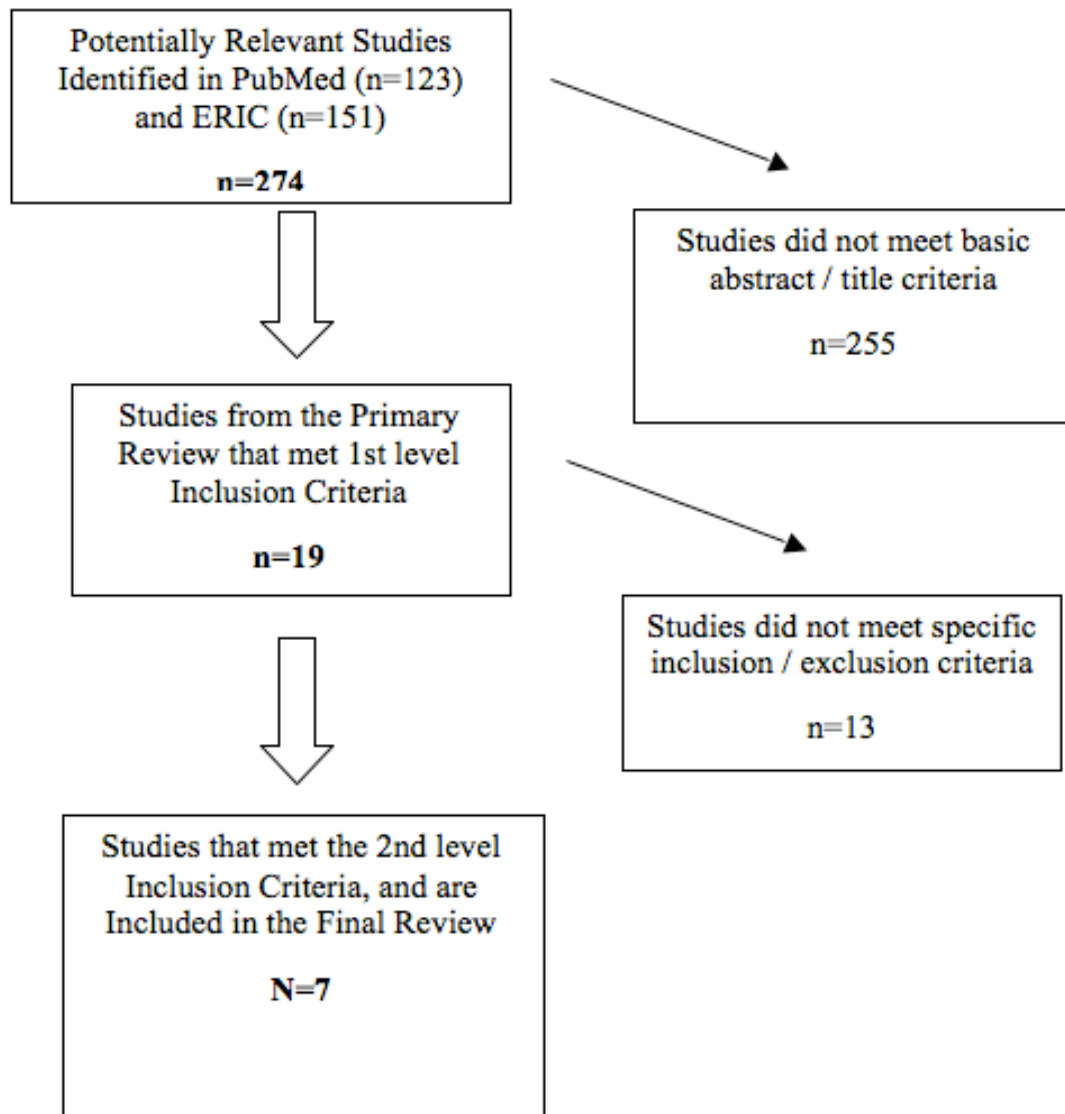 Potentially Relevant Studies
Identified in PubMed (n=123)
and ERIC (n=151)
n=274
Studies did not meet basic
abstract / title criteria
n=255
Studies from the Primary
Review that met 1st level
Inclusion Criteria
n=19
Studies did not meet specific
inclusion / exclusion criteria
n=13
Studies that met the 2nd level
Inclusion Criteria, and are
Included in the Final Review
N=7